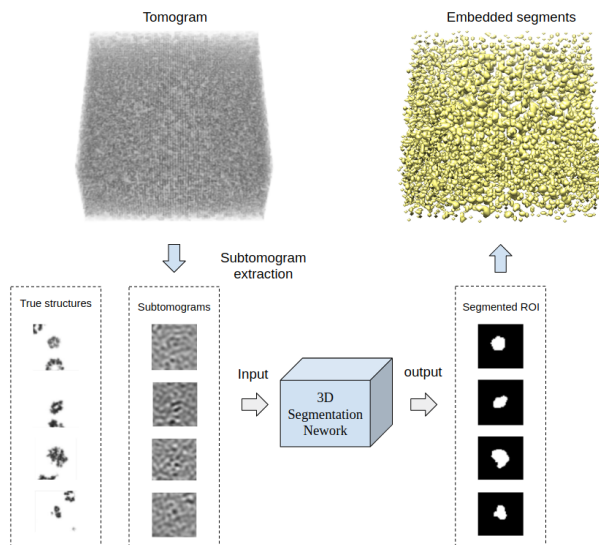 Tomogram
Embedded segments
Subtomogram
extraction
True structures
Subtomograms
Segmented ROI
Input
output
3D
Segmentation
Nework